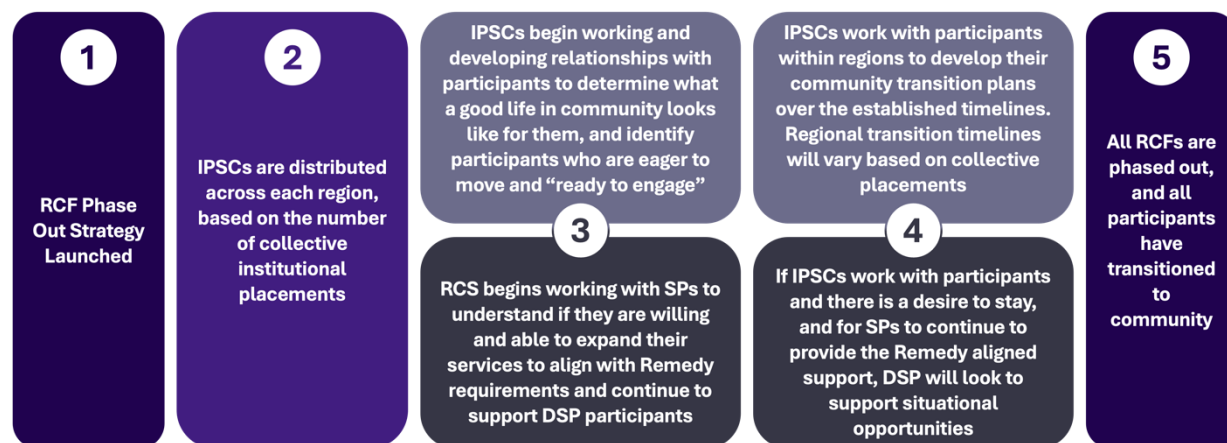 1
RCF Phase
Out Strategy
Launched
2
IPSCs are distributed
across each region,
based on the number
of collective
institutional
placements
IPSCs begin working and
developing relationships with
participants to determine what
a good life in community looks
like for them, and identify
participants who are eager to
move and “ready to engage”
3
RCS begins working with SPs to
understand if they are willing
and able to expand their
services to align with Remedy
requirements and continue to
support DSP participants
IPSCs work with participants
within regions to develop their
community transition plans
over the established timelines.
Regional transition timelines
will vary based on collective
placements
4
If IPSCs work with participants
and there is a desire to stay,
and for SPs to continue to
provide the Remedy aligned
support, DSP will look to
support situational
opportunities
5
All RCFs are
phased out,
and all
participants
have
transitioned
to
community